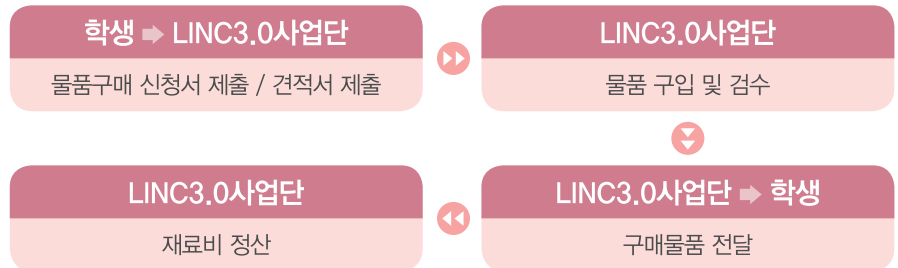 학생 ➡ LINC3.0사업단
물품구매 신청서 제출 / 견적서 제출
LINC3.0사업단
물품 구입 및 검수
LINC3.0사업단 ➡ 학생
구매물품 전달
LINC3.0사업단
재료비 정산